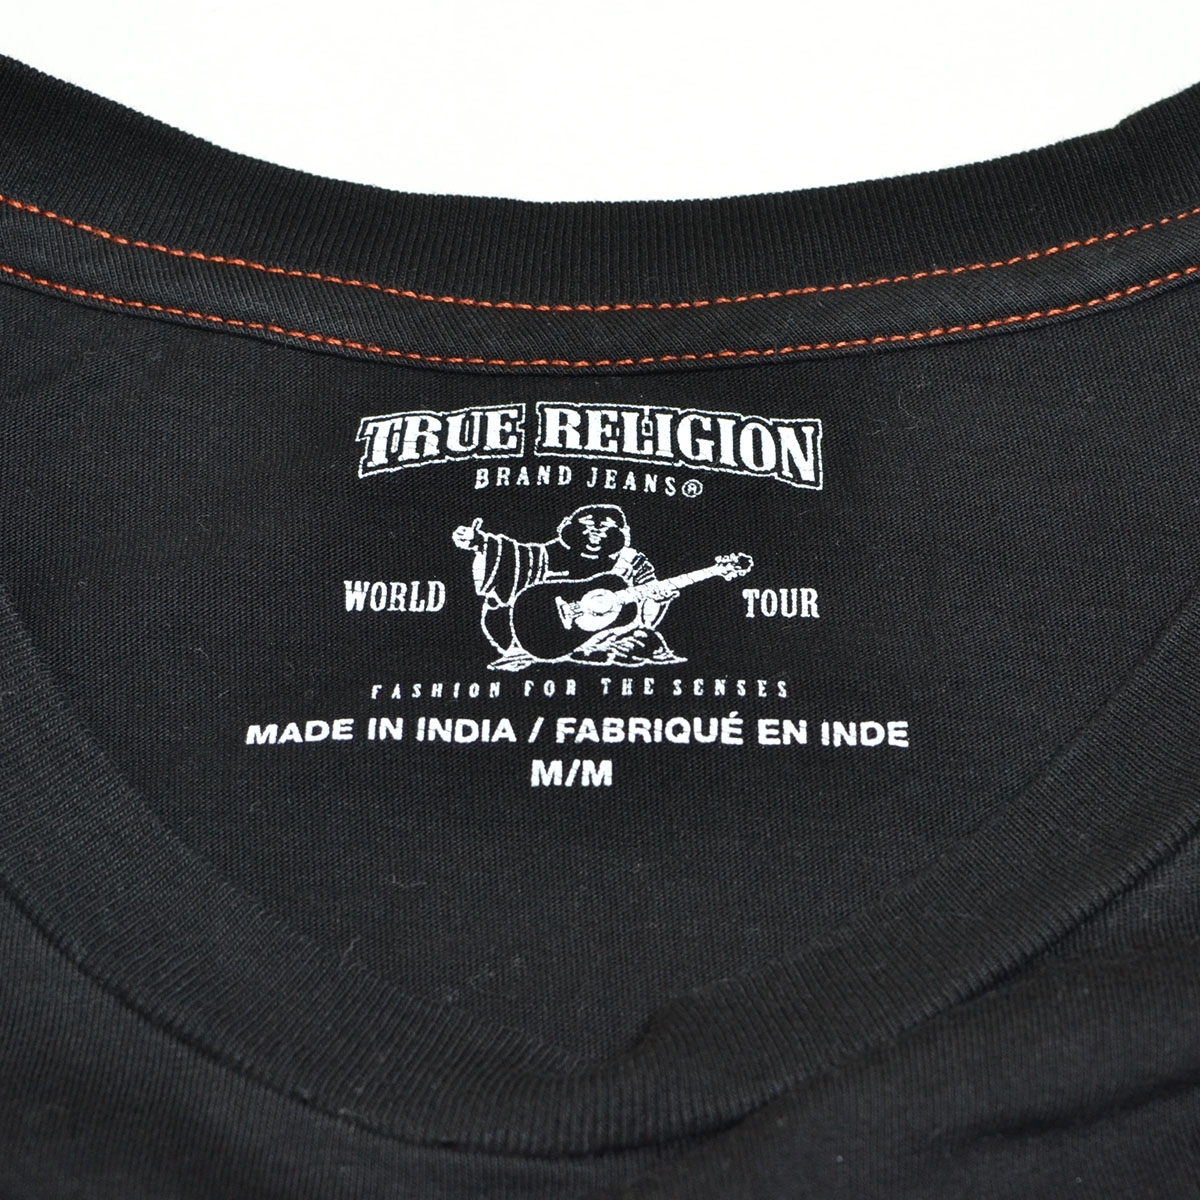 TRUE RELIGION
BRAND JEANS®
WORLD TOUR
FASHION FOR THE SENSES
MADE IN INDIA / FABRIQUÉ EN INDE
M/M